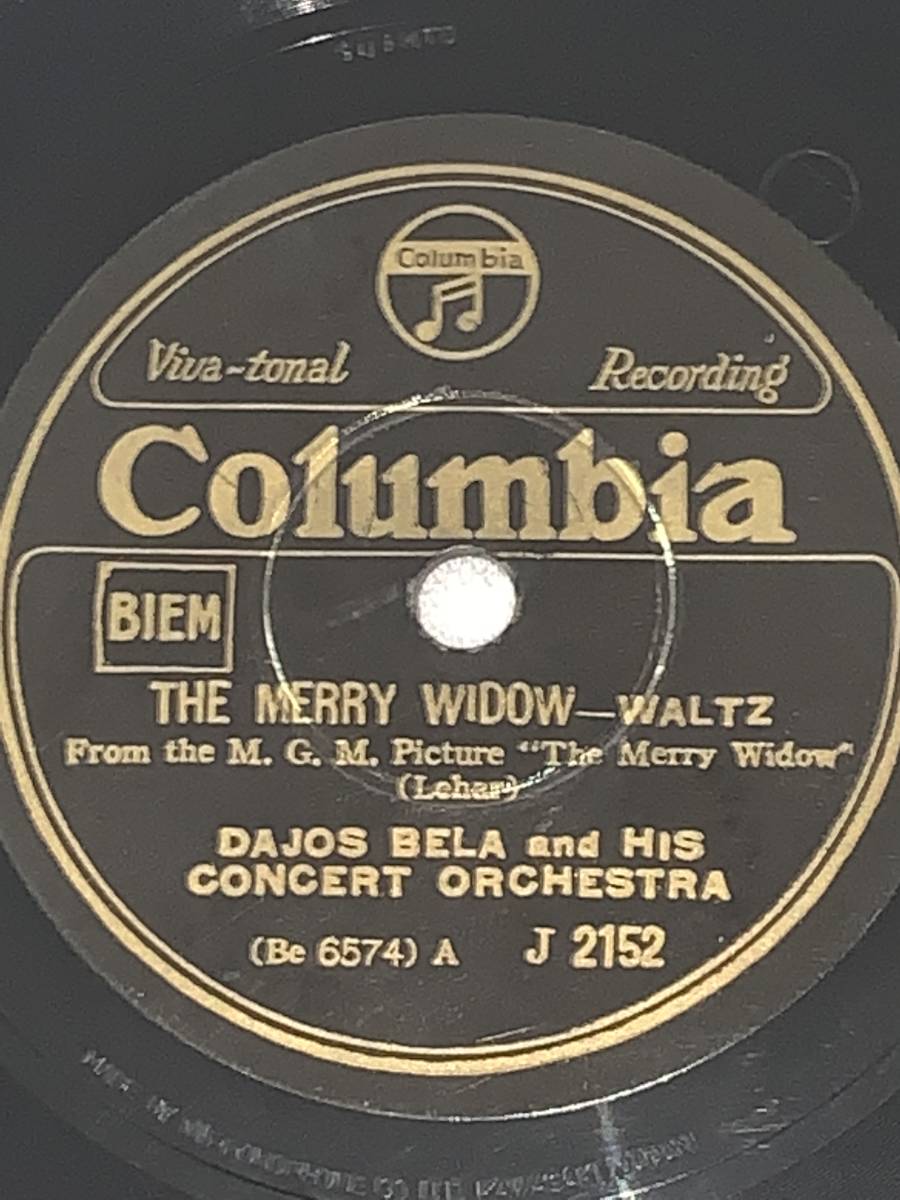 Columbia
Viva-tonal Recording
Columbia
BIEM
THE MERRY WIDOW—WALTZ
From the M. G. M. Picture "The Merry Widow"
(Lehar)
DAJOS BELA and HIS
CONCERT ORCHESTRA
(Be 6574) A J 2152